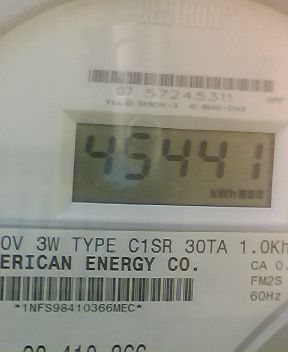 07 57245311
45441
kWh
0V 3W TYPE C1SR 30TA 1.0Kh
ERICAN ENERGY CO.
CA 0.
FM2S
60Hz
*1NFS98410366MEC*